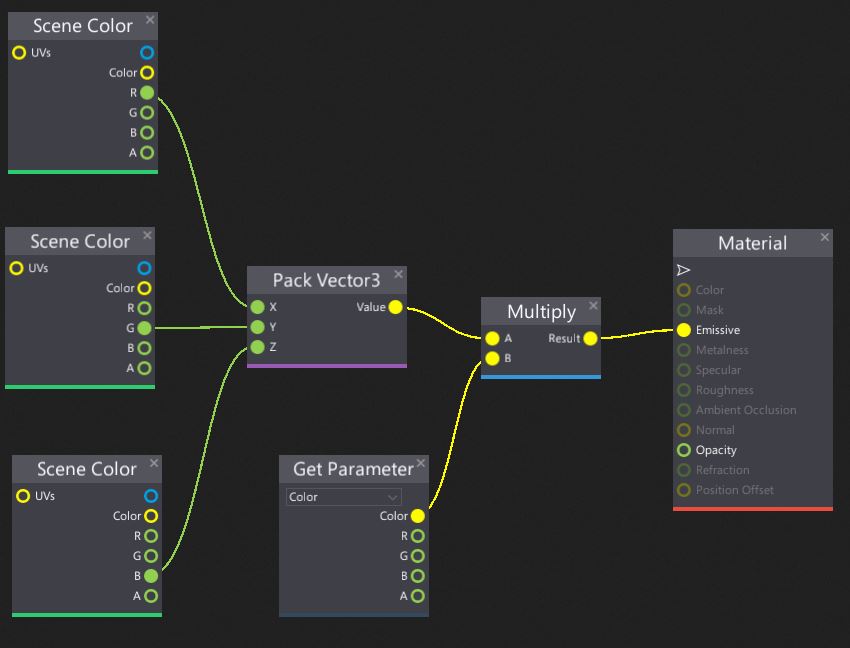 Scene Color
UVs
Color
R
G
B
A
Scene Color
UVs
Color
R
G
B
A
Scene Color
UVs
Color
R
G
B
A
Pack Vector3
X Value
Y
Z
Get Parameter
Color
Color
R
G
B
A
Multiply
A Result
B
Material
Color
Mask
Emissive
Metalness
Specular
Roughness
Ambient Occlusion
Normal
Opacity
Refraction
Position Offset